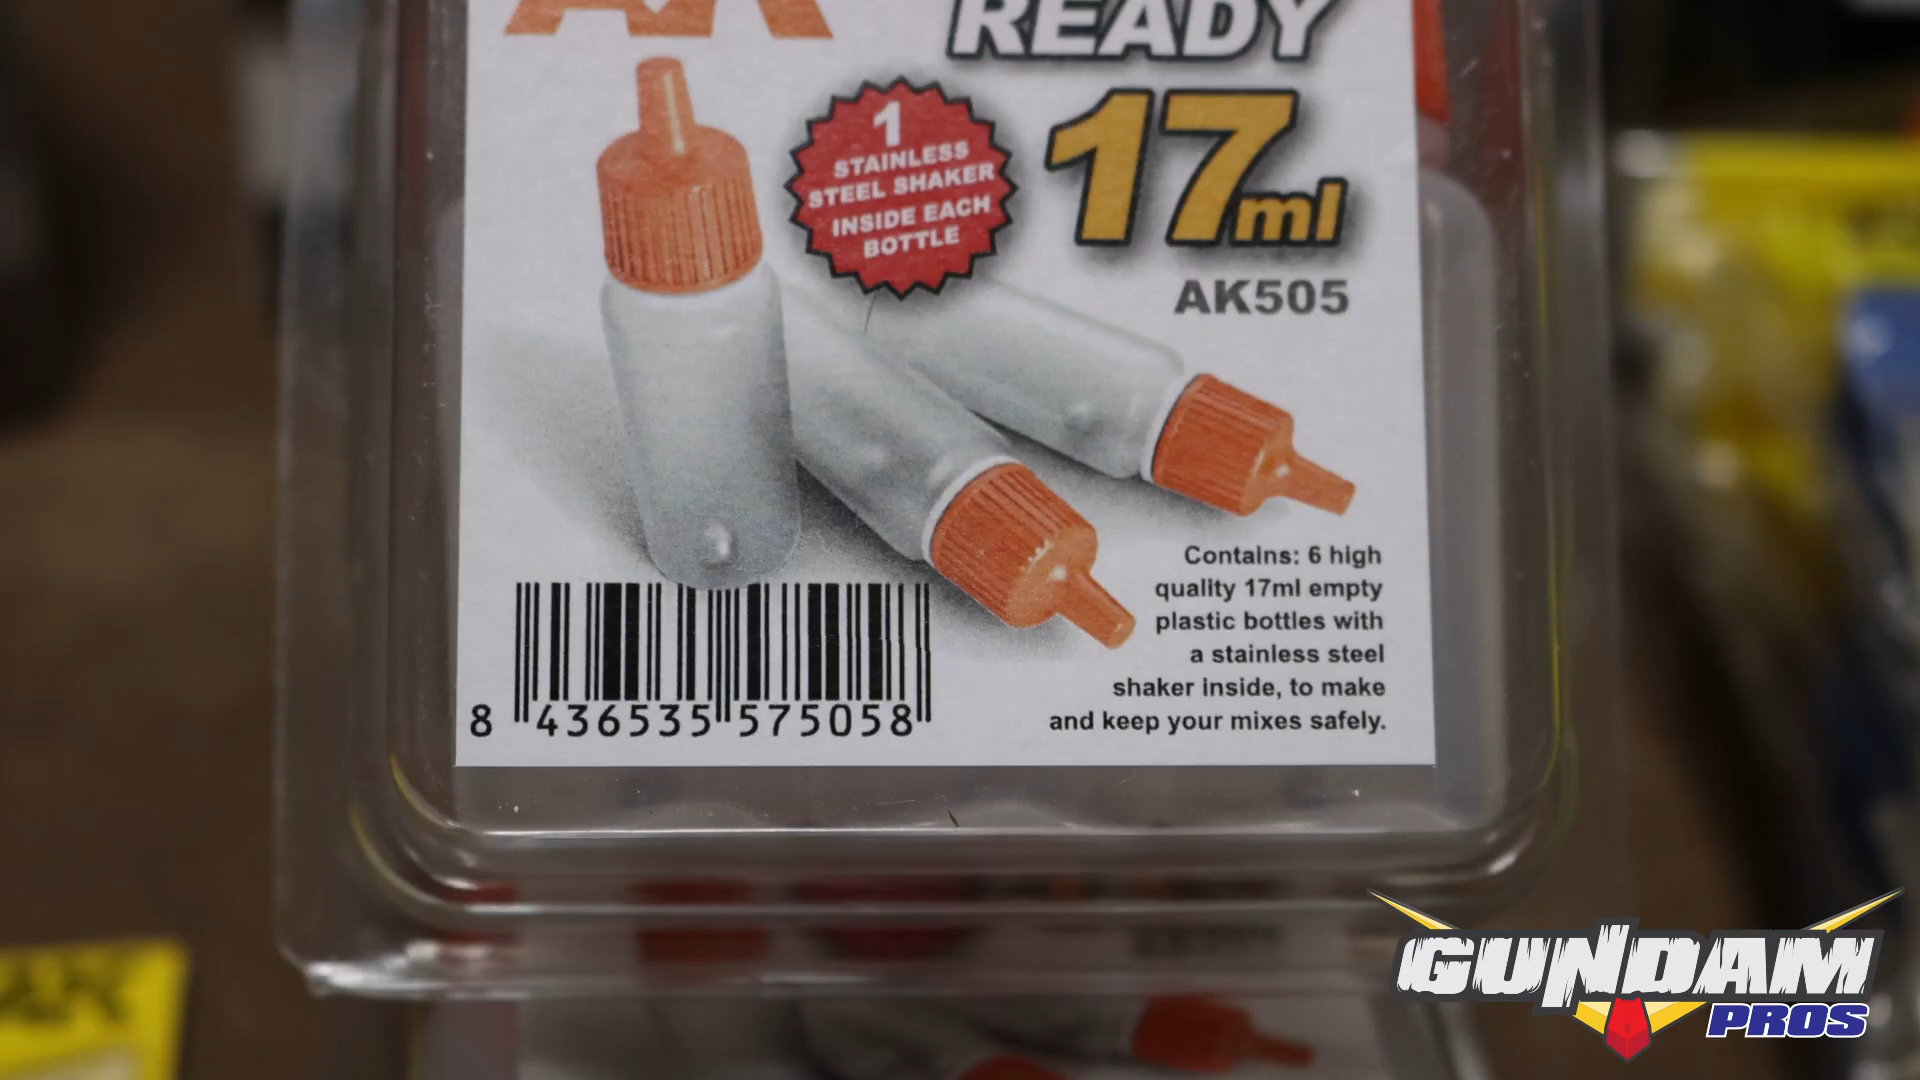 AK
READY
1
STAINLESS
STEEL SHAKER
INSIDE EACH
BOTTLE
17ml
AK505
Contains: 6 high
quality 17ml empty
plastic bottles with
a stainless steel
shaker inside, to make
and keep your mixes safely.
8 436535 575058
GUNDAM
PROS